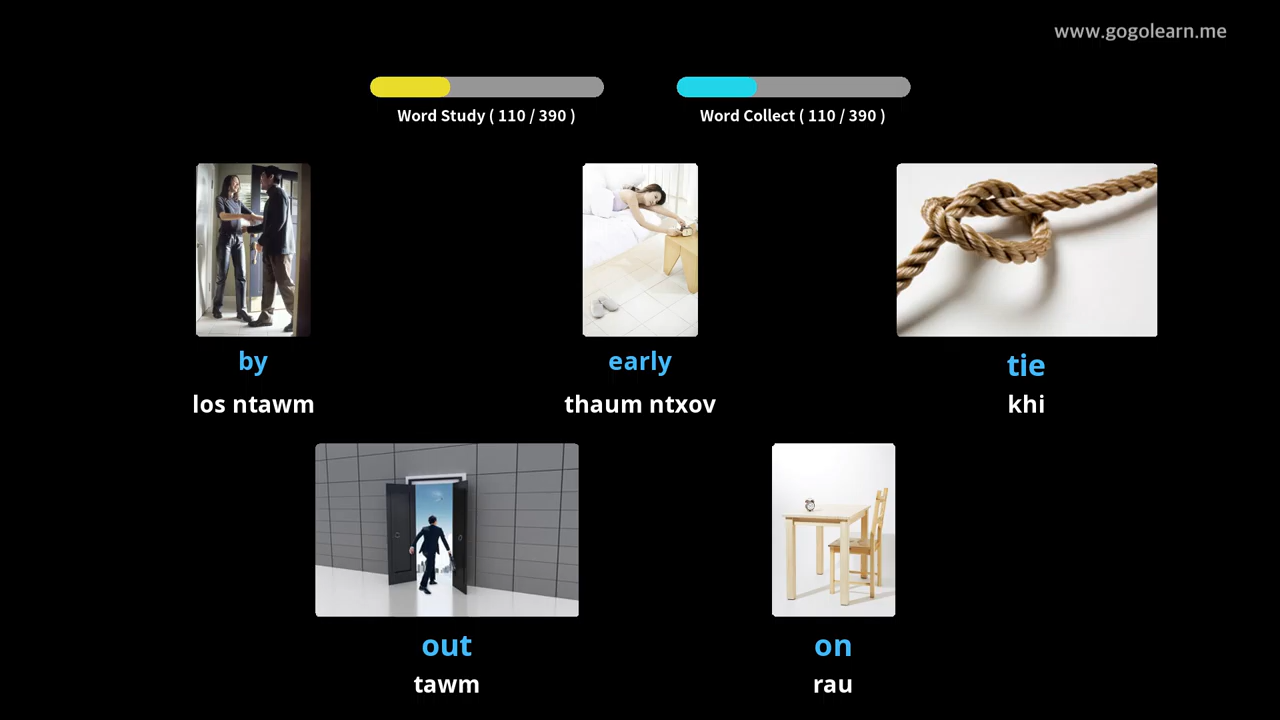 www.gogolearn.me
Word Study ( 110 / 390 )
Word Collect ( 110 / 390 )
by
los ntawm
early
thaum ntxov
tie
khi
out
tawm
on
rau